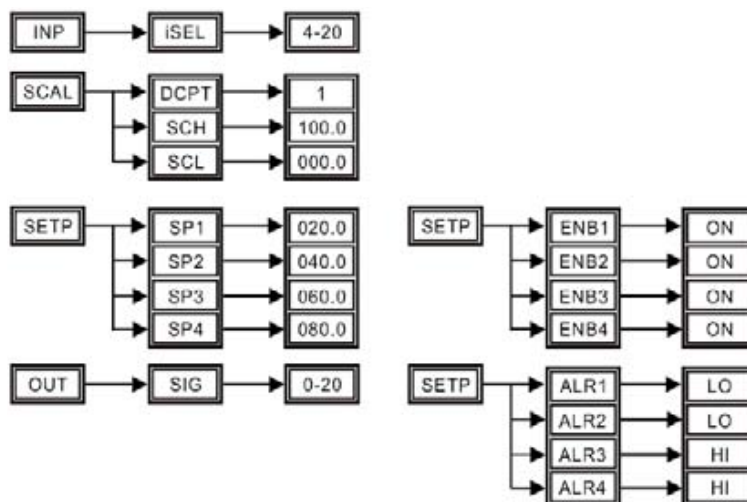 INP iSEL 4-20
SCAL DCPT 1
SCH 100.0
SCL 000.0
SETP SP1 020.0
SP2 040.0
SP3 060.0
SP4 080.0
OUT SIG 0-20
SETP ENB1 ON
ENB2 ON
ENB3 ON
ENB4 ON
SETP ALR1 LO
ALR2 LO
ALR3 HI
ALR4 HI